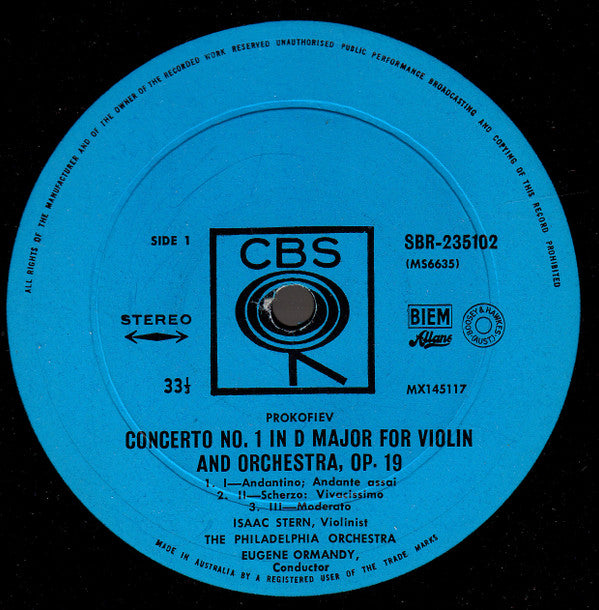 ALL RIGHTS OF THE MANUFACTURER AND OF THE OWNER OF THE RECORDED WORK RESERVED UNAUTHORISED PUBLIC PERFORMANCE BROADCASTING AND COPYING OF THIS RECORD PROHIBITED
SIDE 1
CBS
SBR-235102
(MS6635)
STEREO
BIEM
Allans
BOOSEY & HAWKES (AUST)
33⅓
MX145117
PROKOFIEV
CONCERTO NO. 1 IN D MAJOR FOR VIOLIN
AND ORCHESTRA, OP. 19
1. I—Andantino; Andante assai
2. II—Scherzo: Vivacissimo
3. III—Moderato
ISAAC STERN, Violinist
THE PHILADELPHIA ORCHESTRA
EUGENE ORMANDY,
Conductor
MADE IN AUSTRALIA BY A REGISTERED USER OF THE TRADE MARKS